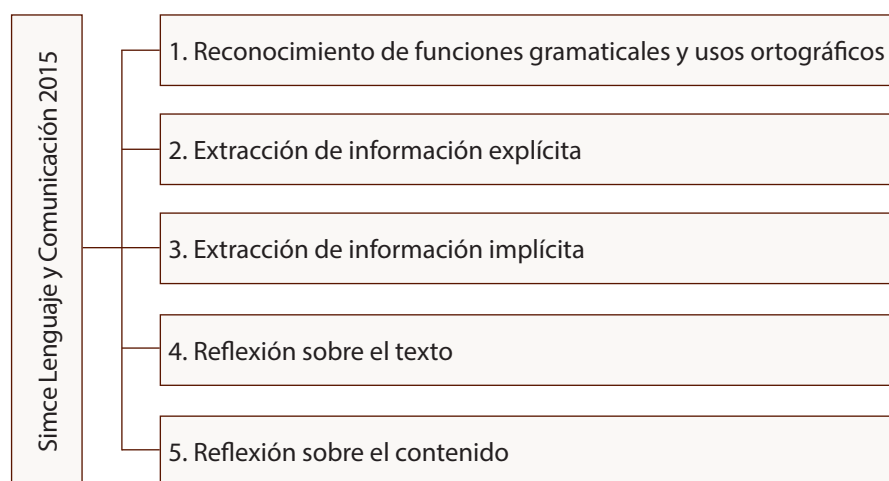 Simce Lenguaje y Comunicación 2015
1. Reconocimiento de funciones gramaticales y usos ortográficos
2. Extracción de información explícita
3. Extracción de información implícita
4. Reflexión sobre el texto
5. Reflexión sobre el contenido